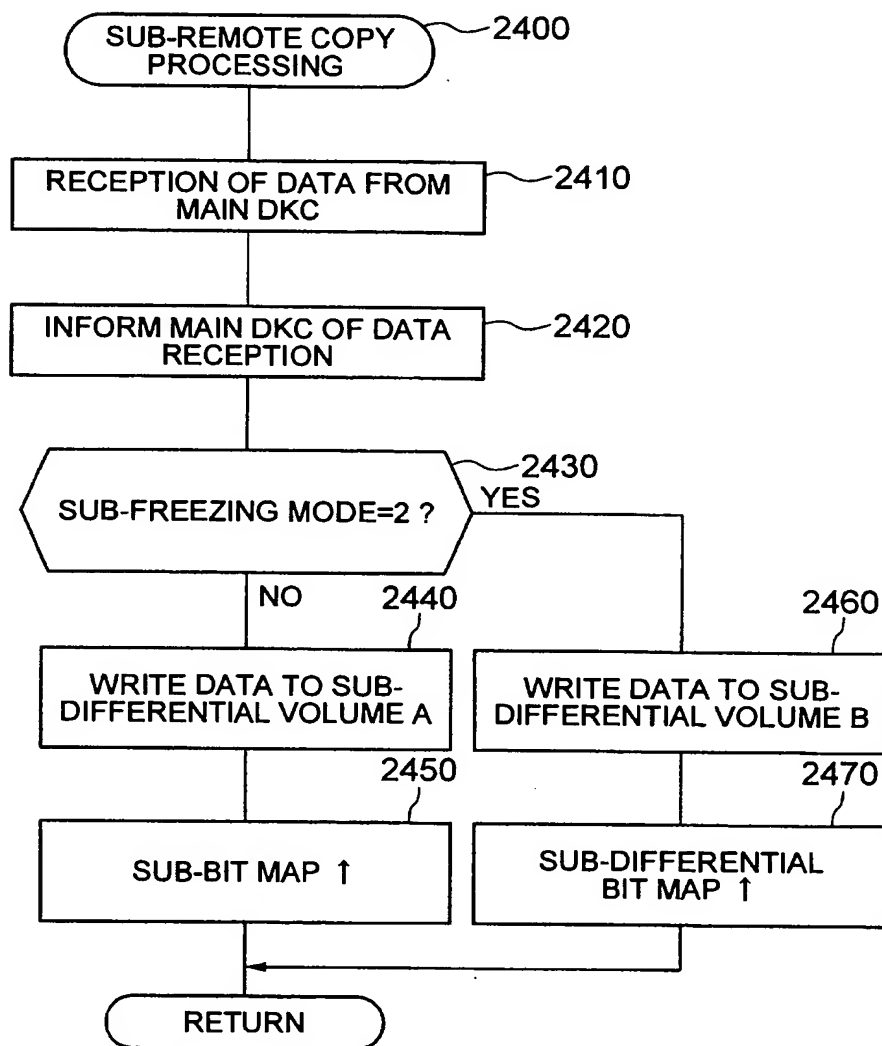 SUB-REMOTE COPY
PROCESSING
2400
RECEPTION OF DATA FROM
MAIN DKC
2410
INFORM MAIN DKC OF DATA
RECEPTION
2420
SUB-FREEZING MODE=2 ?
2430
YES
NO
2440
WRITE DATA TO SUB-
DIFFERENTIAL VOLUME A
2460
WRITE DATA TO SUB-
DIFFERENTIAL VOLUME B
2450
SUB-BIT MAP ↑
2470
SUB-DIFFERENTIAL
BIT MAP ↑
RETURN